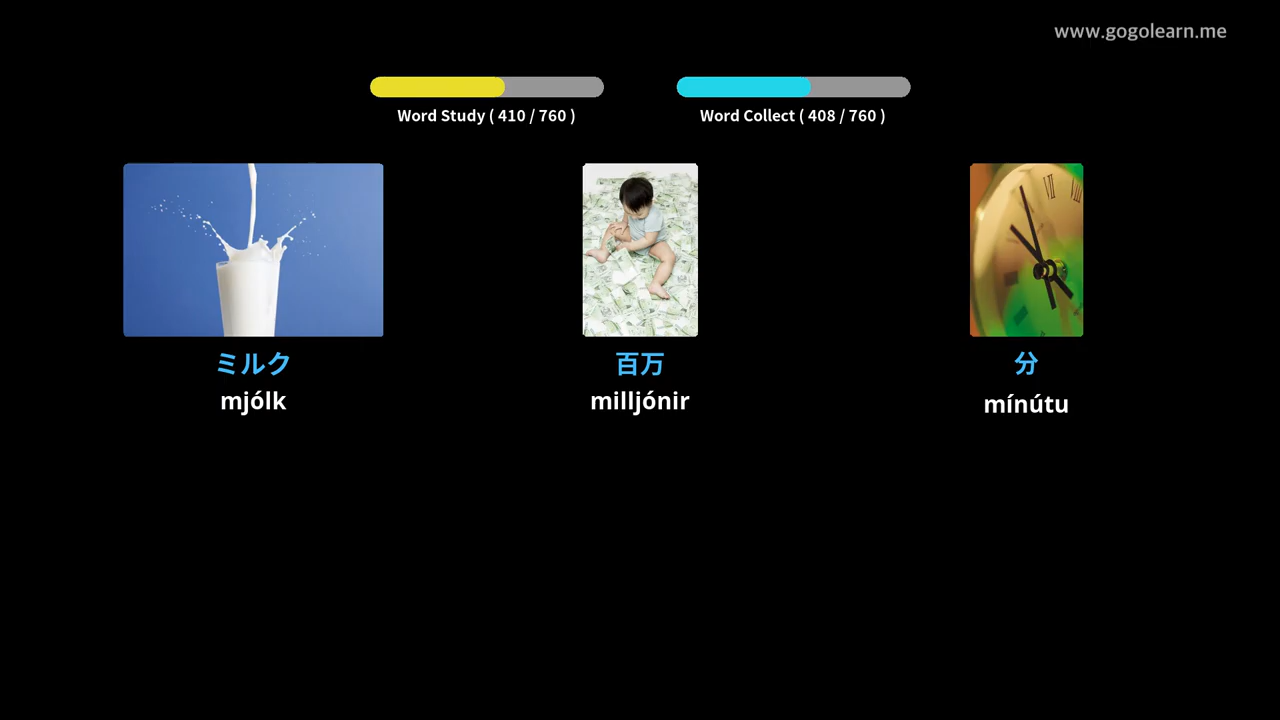 www.gogolearn.me
Word Study ( 410 / 760 )
Word Collect ( 408 / 760 )
ミルク
mjólk
百万
milljónir
分
mínútu